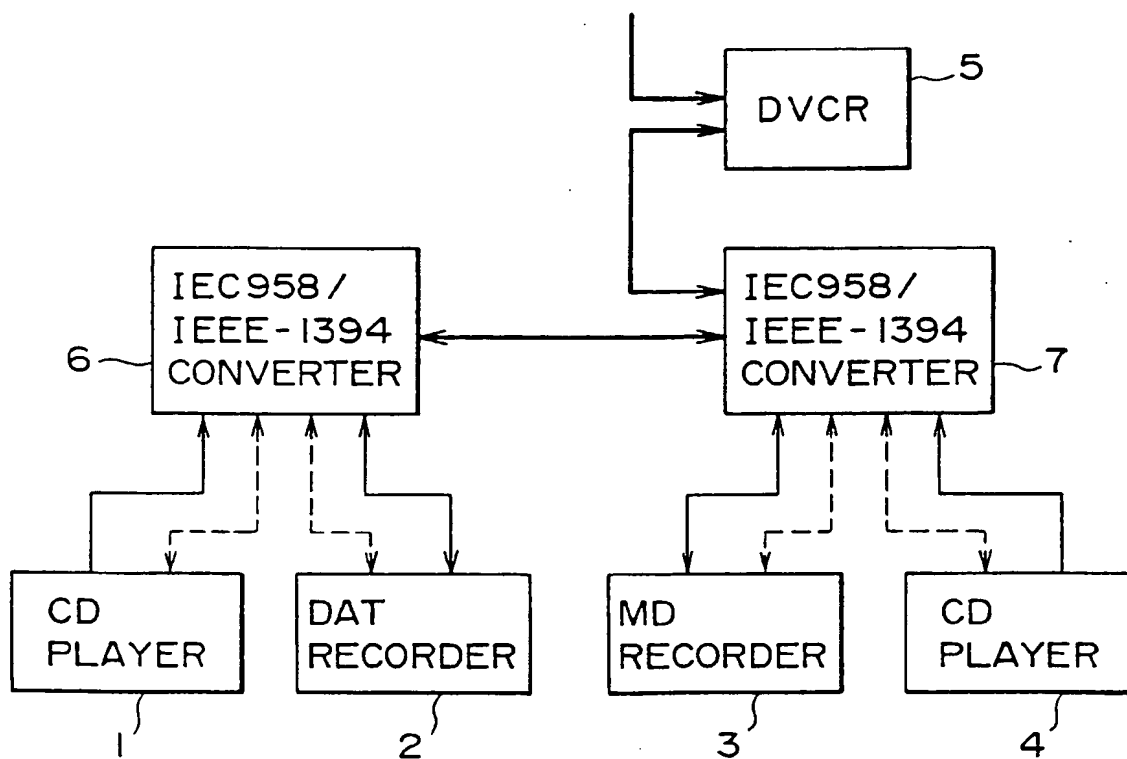 DVCR
5
IEC958/
IEEE-1394
CONVERTER
6
IEC958/
IEEE-1394
CONVERTER
7
CD
PLAYER
1
DAT
RECORDER
2
MD
RECORDER
3
CD
PLAYER
4